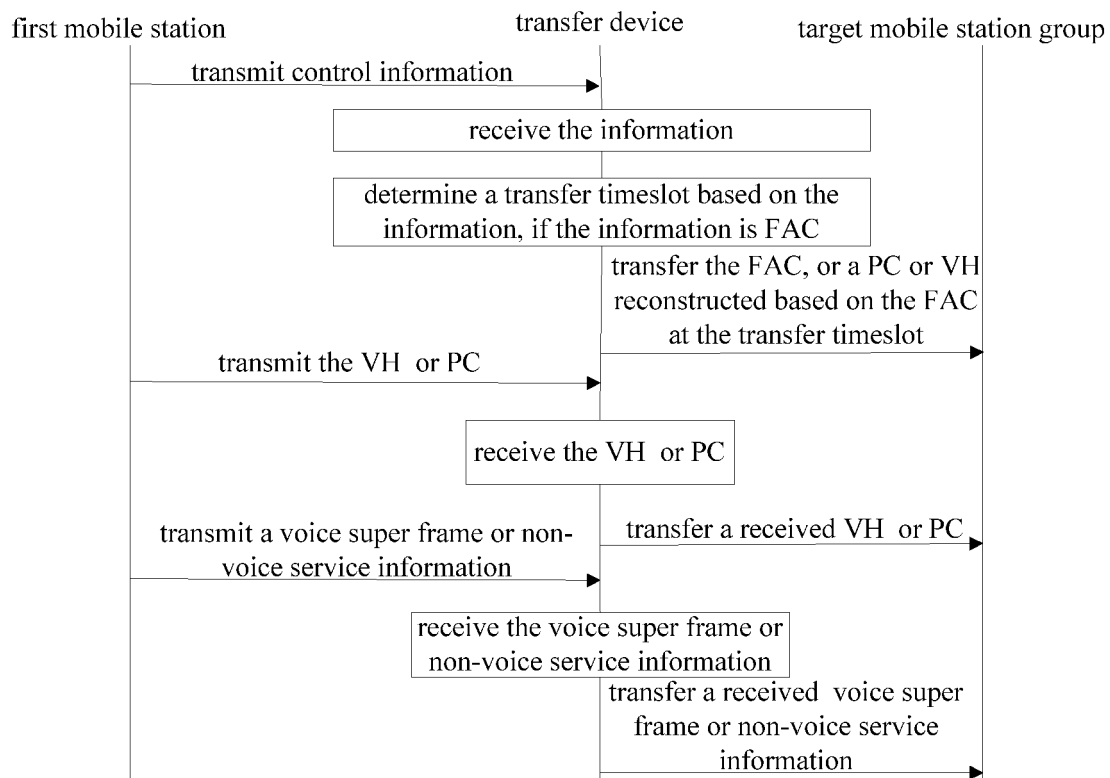 first mobile station
transfer device
target mobile station group
transmit control information
receive the information
determine a transfer timeslot based on the
information, if the information is FAC
transfer the FAC, or a PC or VH
reconstructed based on the FAC
at the transfer timeslot
transmit the VH or PC
receive the VH or PC
transmit a voice super frame or non-
voice service information
transfer a received VH or PC
receive the voice super frame or
non-voice service information
transfer a received voice super
frame or non-voice service
information